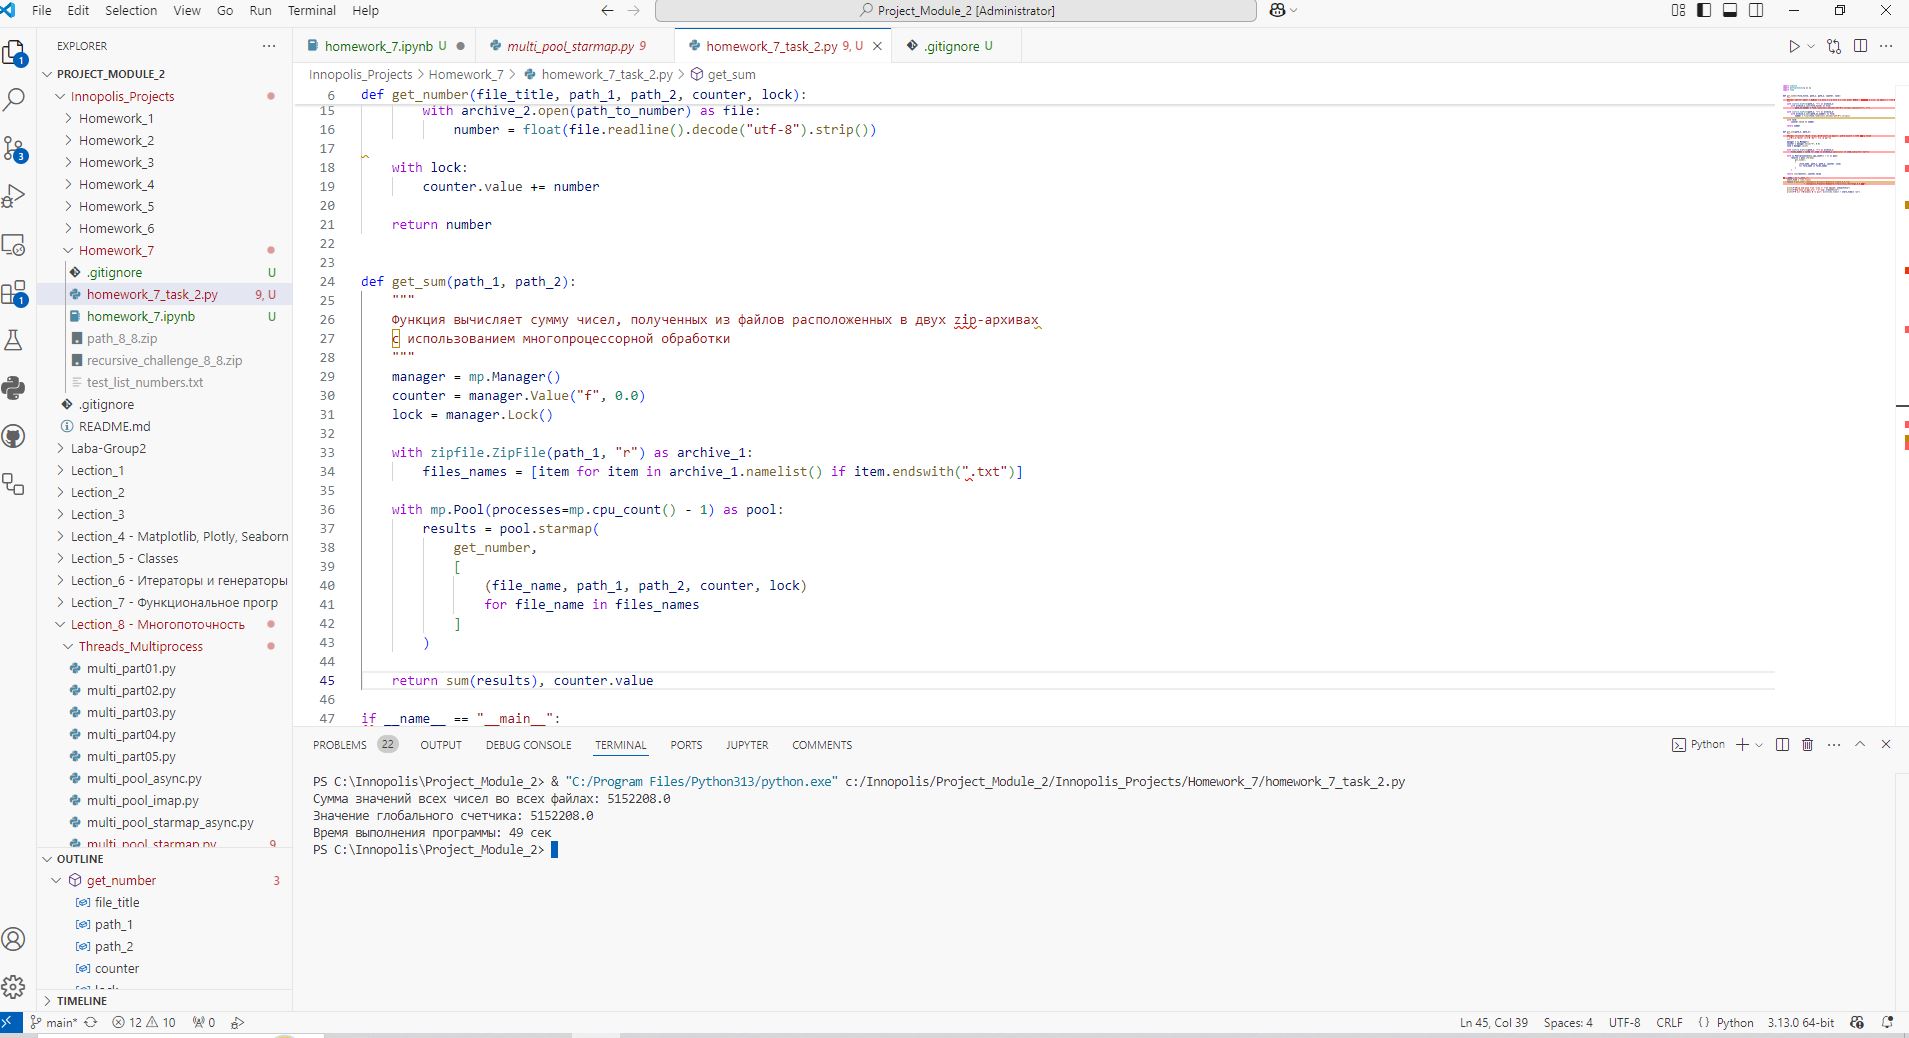 File Edit Selection View Go Run Terminal Help
Project_Module_2 [Administrator]
EXPLORER
PROJECT_MODULE_2
Innopolis_Projects
Homework_1
Homework_2
Homework_3
Homework_4
Homework_5
Homework_6
Homework_7
.gitignore U
homework_7_task_2.py 9, U
homework_7.ipynb U
path_8_8.zip
recursive_challenge_8_8.zip
test_list_numbers.txt
.gitignore
README.md
Laba-Group2
Lection_1
Lection_2
Lection_3
Lection_4 - Matplotlib, Plotly, Seaborn
Lection_5 - Classes
Lection_6 - Итераторы и генераторы
Lection_7 - Функциональное прогр
Lection_8 - Многопоточность
Threads_Multiprocess
multi_part01.py
multi_part02.py
multi_part03.py
multi_part04.py
multi_part05.py
multi_pool_async.py
multi_pool_imap.py
multi_pool_starmap_async.py
multi_pool_starmap.py 9
OUTLINE
get_number 3
file_title
path_1
path_2
counter
lock
TIMELINE
1
3
1
homework_7.ipynb U
multi_pool_starmap.py 9
homework_7_task_2.py 9, U
.gitignore U
Innopolis_Projects > Homework_7 > homework_7_task_2.py > get_sum
6 def get_number(file_title, path_1, path_2, counter, lock):
15 with archive_2.open(path_to_number) as file:
16 number = float(file.readline().decode("utf-8").strip())
17
18 with lock:
19 counter.value += number
20
21 return number
22
23
24 def get_sum(path_1, path_2):
25 """
26 Функция вычисляет сумму чисел, полученных из файлов расположенных в двух zip-архивах
27 с использованием многопроцессорной обработки
28 """
29 manager = mp.Manager()
30 counter = manager.Value("f", 0.0)
31 lock = manager.Lock()
32
33 with zipfile.ZipFile(path_1, "r") as archive_1:
34 files_names = [item for item in archive_1.namelist() if item.endswith(".txt")]
35
36 with mp.Pool(processes=mp.cpu_count() - 1) as pool:
37 results = pool.starmap(
38 get_number,
39 [
40 (file_name, path_1, path_2, counter, lock)
41 for file_name in files_names
42 ]
43 )
44
45 return sum(results), counter.value
46
47 if __name__ == "__main__":
PROBLEMS 22 OUTPUT DEBUG CONSOLE TERMINAL PORTS JUPYTER COMMENTS
Python
PS C:\Innopolis\Project_Module_2> & "C:/Program Files/Python313/python.exe" c:/Innopolis/Project_Module_2/Innopolis_Projects/Homework_7/homework_7_task_2.py
Сумма значений всех чисел во всех файлах: 5152208.0
Значение глобального счетчика: 5152208.0
Время выполнения программы: 49 сек
PS C:\Innopolis\Project_Module_2>
main* 12 10 0
Ln 45, Col 39 Spaces: 4 UTF-8 CRLF { } Python 3.13.0 64-bit